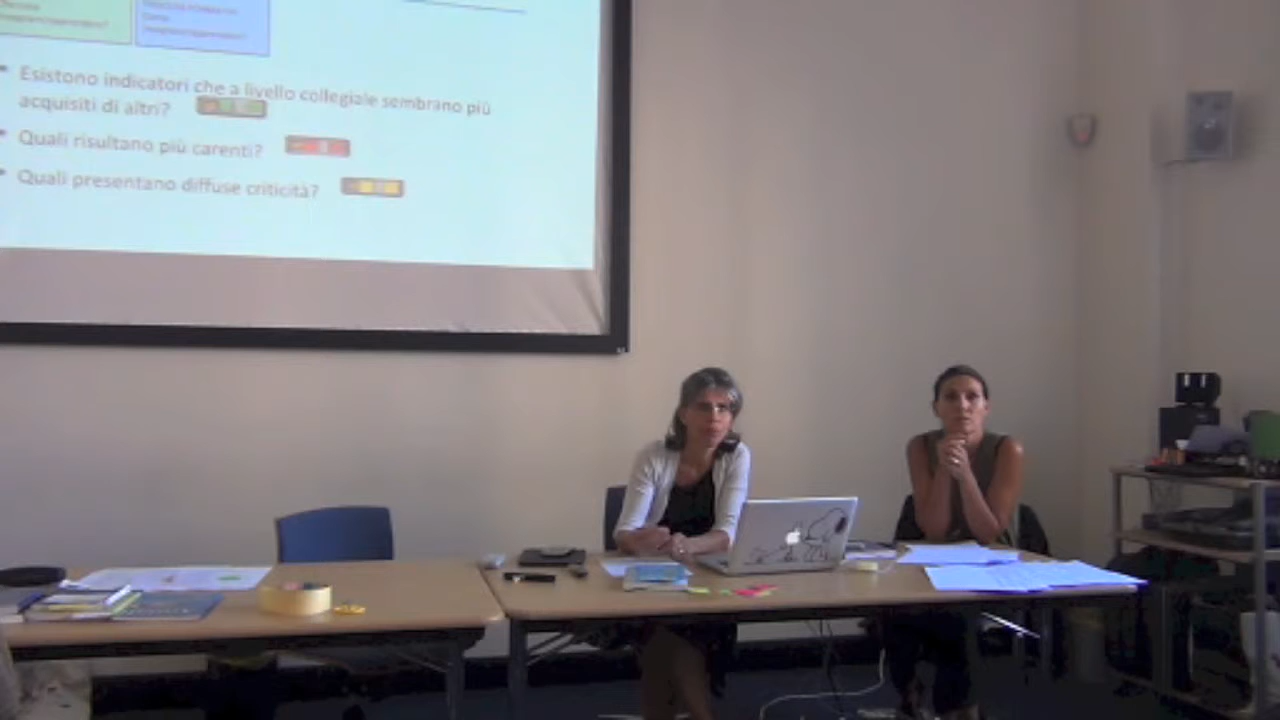 Esistono indicatori che a livello collegiale sembrano più
acquisiti di altri?
Quali risultano più carenti?
Quali presentano diffuse criticità?